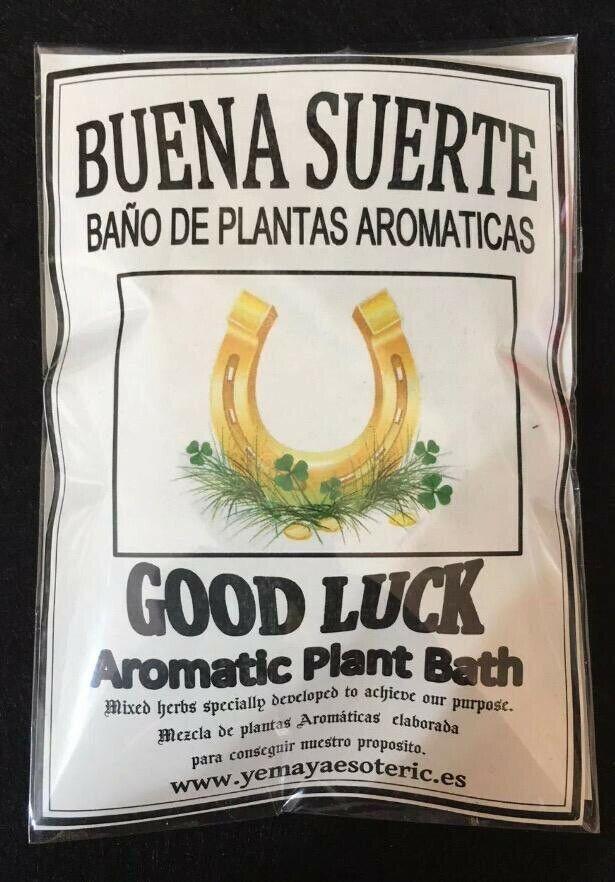 BUENA SUERTE
BAÑO DE PLANTAS AROMATICAS
GOOD LUCK
Aromatic Plant Bath
Mixed herbs specially developed to achieve our purpose.
Mezcla de plantas Aromáticas elaborada
para conseguir nuestro proposito.
www.yemayaesoteric.es